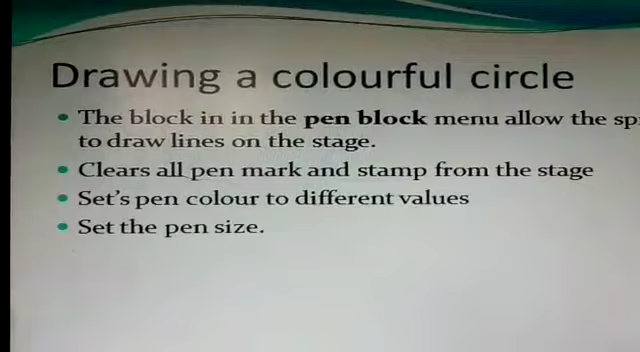 Drawing a colourful circle
• The block in in the pen block menu allow the
to draw lines on the stage.
• Clears all pen mark and stamp from the stage
• Set's pen colour to different values
• Set the pen size.